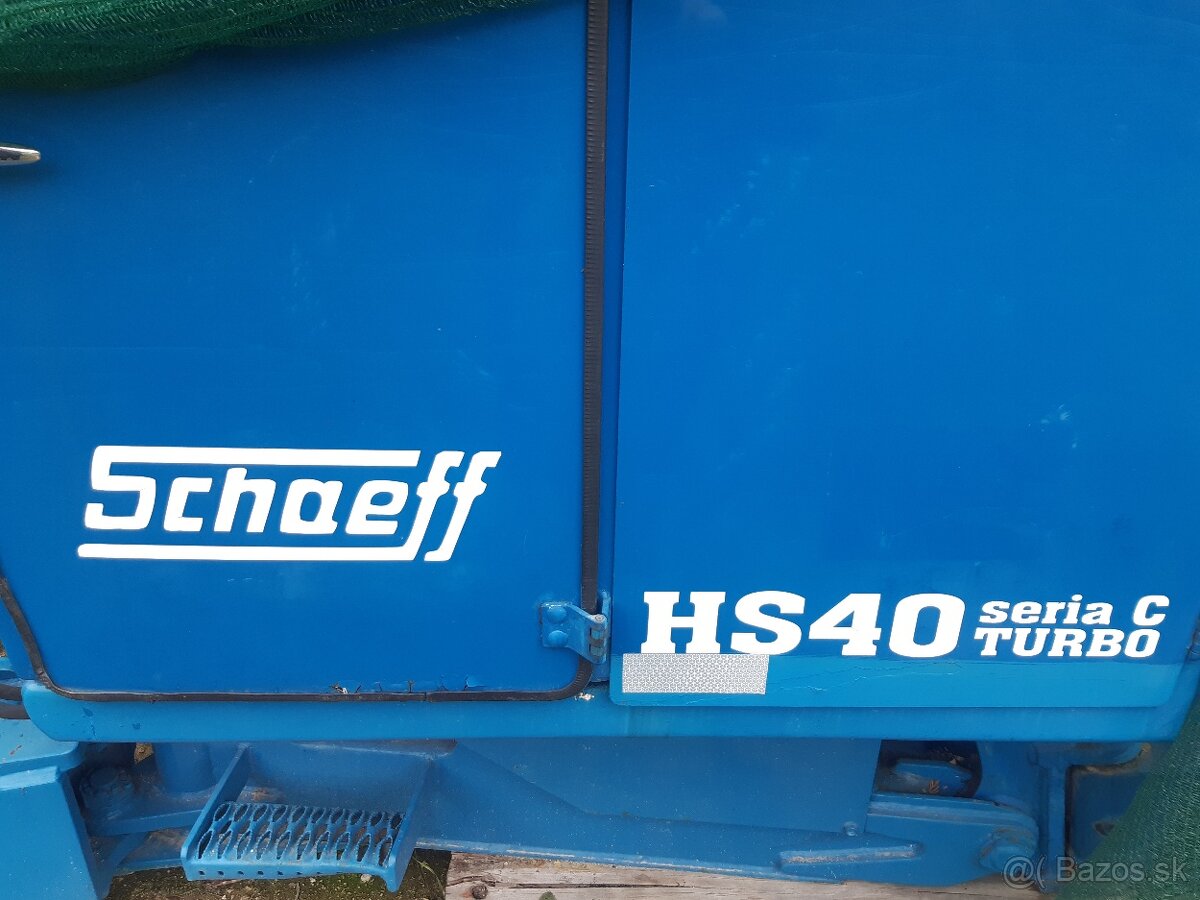 Schaeff
HS40 seria C
TURBO
@( Bazos.sk